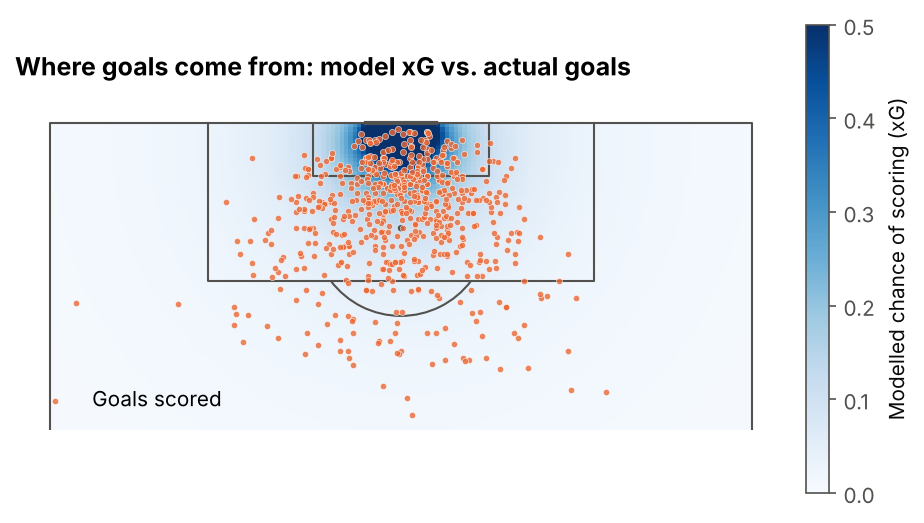 Where goals come from: model xG vs. actual goals
Goals scored
0.5
0.4
0.3
0.2
0.1
0.0
Modelled chance of scoring (xG)